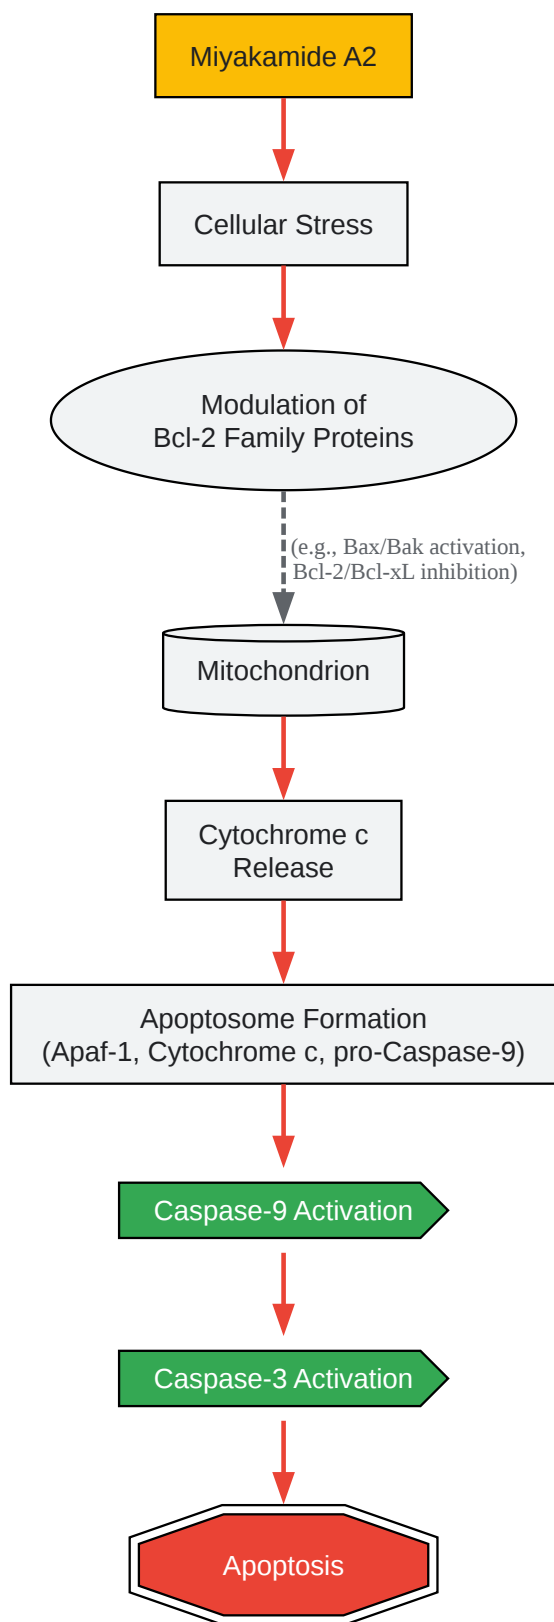 Miyakamide A2
Cellular Stress
Modulation of
Bcl-2 Family Proteins
(e.g., Bax/Bak activation,
Bcl-2/Bcl-xL inhibition)
Mitochondrion
Cytochrome c
Release
Apoptosome Formation
(Apaf-1, Cytochrome c, pro-Caspase-9)
Caspase-9 Activation
Caspase-3 Activation
Apoptosis